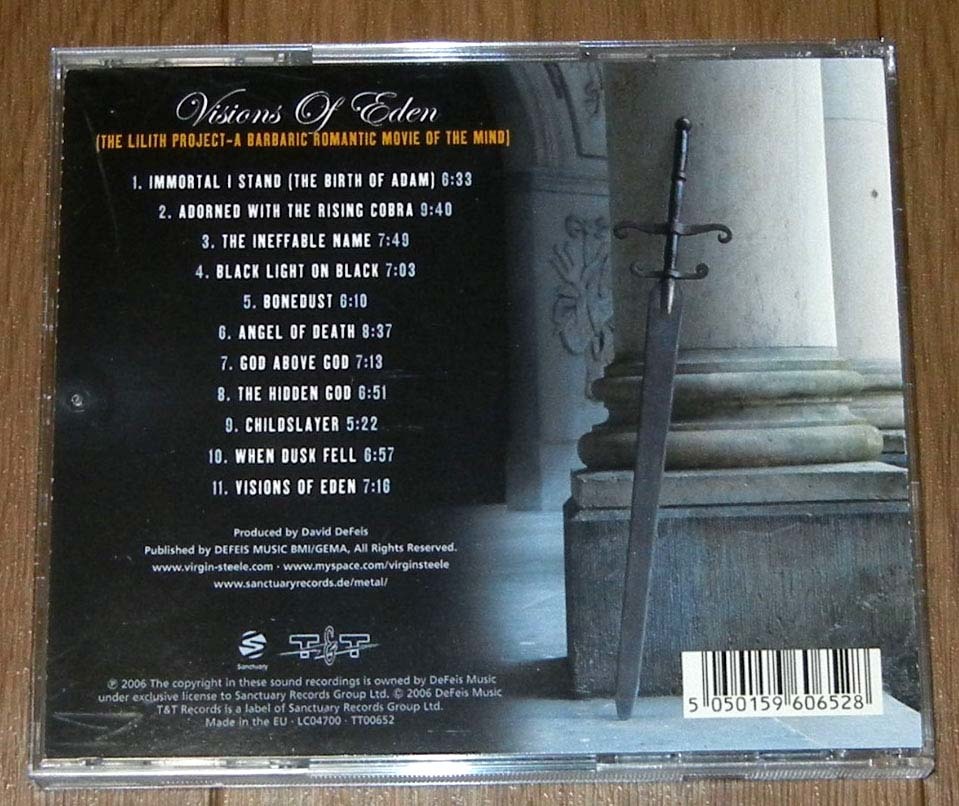 Visions Of Eden
(THE LILITH PROJECT-A BARBARIC ROMANTIC MOVIE OF THE MIND)
1. IMMORTAL I STAND (THE BIRTH OF ADAM) 6:33
2. ADORNED WITH THE RISING COBRA 9:40
3. THE INEFFABLE NAME 7:49
4. BLACK LIGHT ON BLACK 7:03
5. BONEDUST 6:10
6. ANGEL OF DEATH 8:37
7. GOD ABOVE GOD 7:13
8. THE HIDDEN GOD 6:51
9. CHILDSLAYER 5:22
10. WHEN DUSK FELL 6:57
11. VISIONS OF EDEN 7:16
Produced by David DeFeis
Published by DEFEIS MUSIC BMI/GEMA, All Rights Reserved.
www.virgin-steele.com · www.myspace.com/virginsteele
www.sanctuaryrecords.de/metal/
Sanctuary
T&T
℗ 2006 The copyright in these sound recordings is owned by DeFeis Music
under exclusive license to Sanctuary Records Group Ltd. © 2006 DeFeis Music
T&T Records is a label of Sanctuary Records Group Ltd.
Made in the EU · LC04700 · TT00652
5 050159 606528